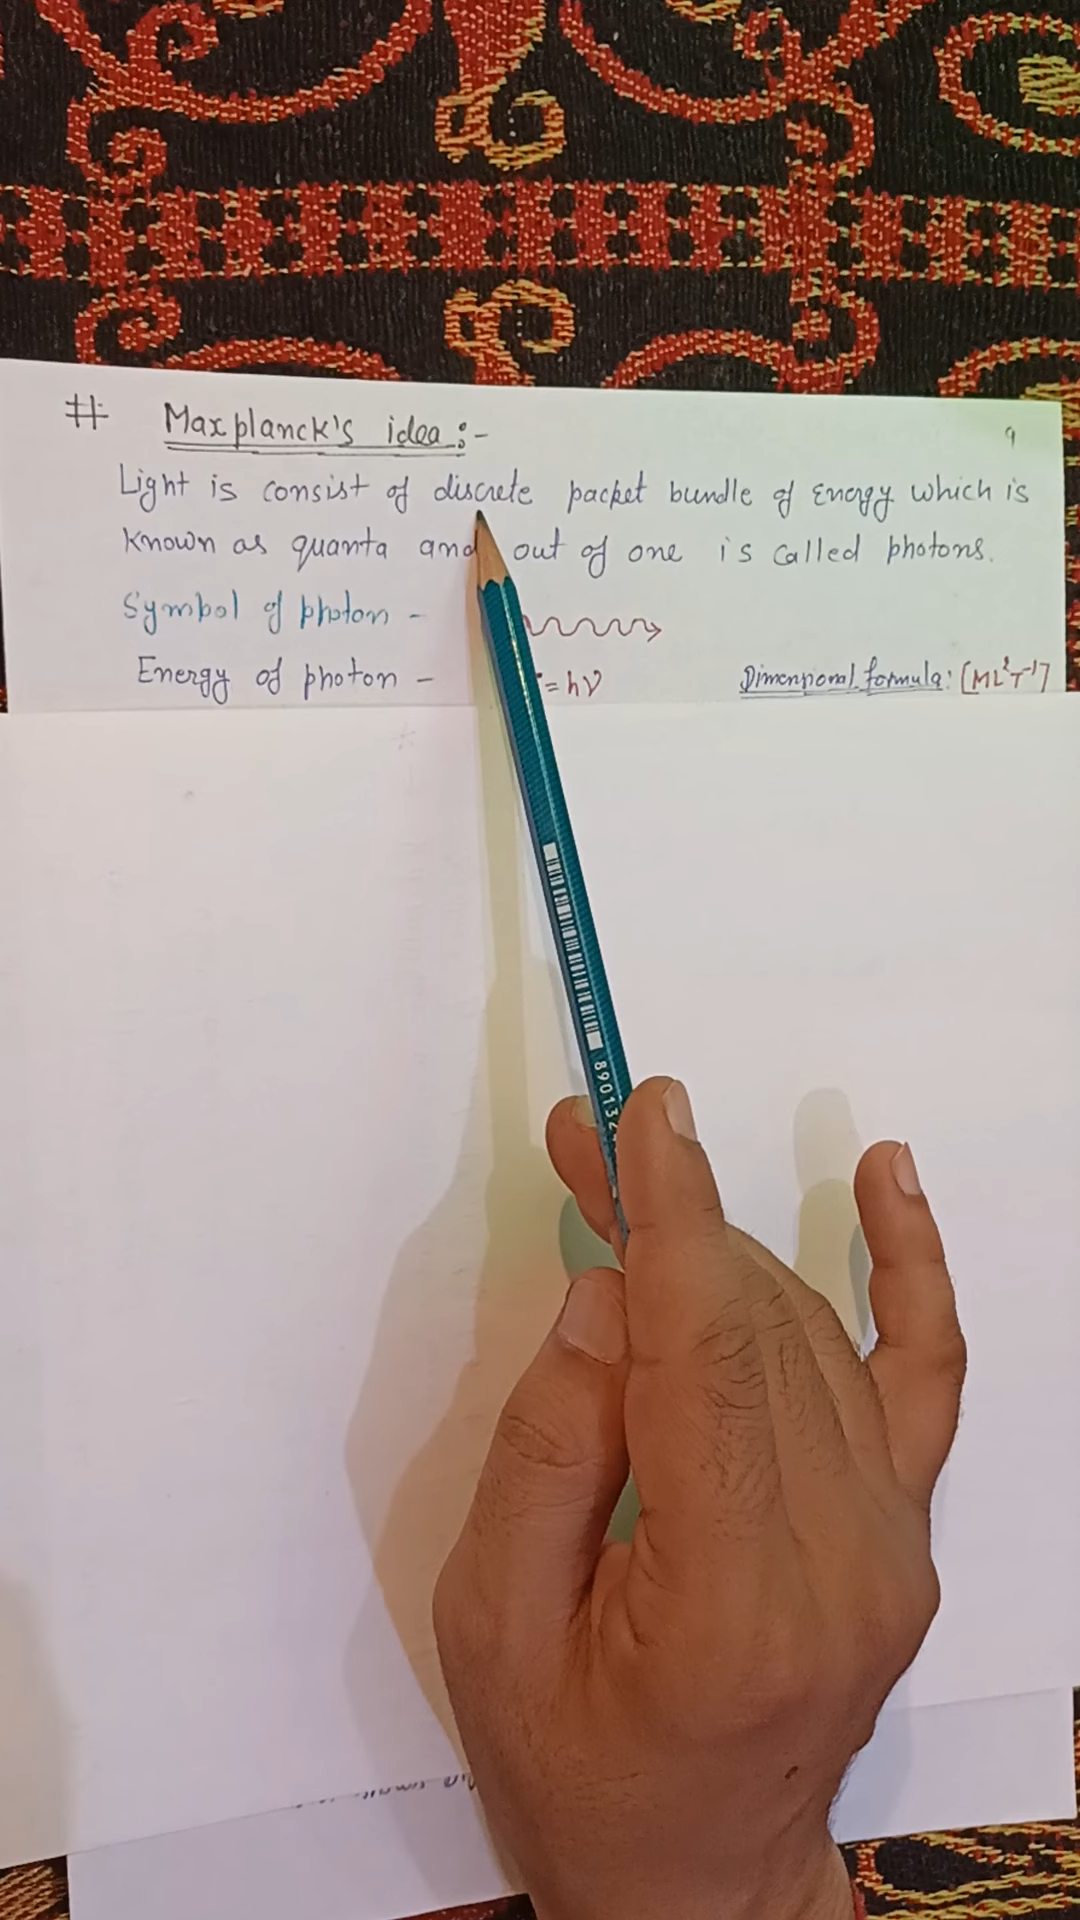 # Maxplanck's idea :-
9
Light is consist of discrete packet bundle of Energy which is
known as quanta and out of one is called photons.
Symbol of photon -
Energy of photon - = hν
Dimensional formula: [ML²T⁻¹]
89013